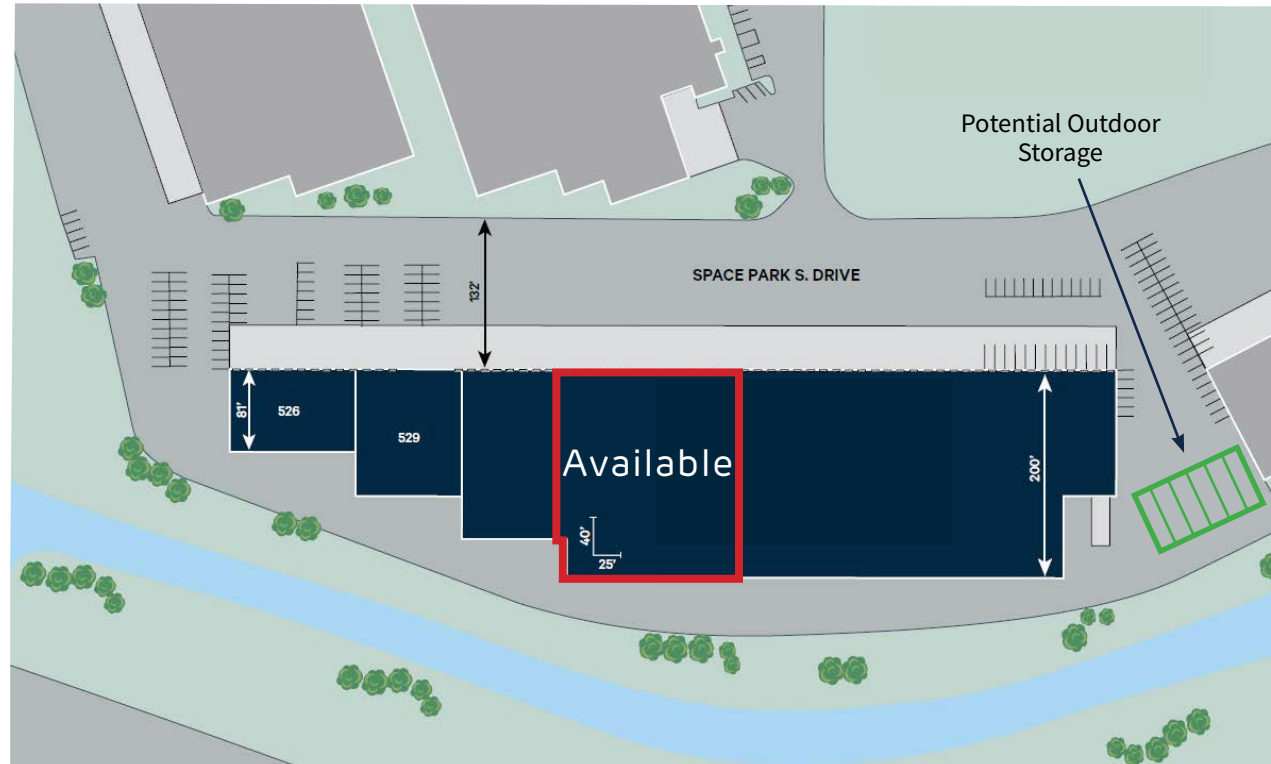 Potential Outdoor
Storage
SPACE PARK S. DRIVE
132'
81'
526
529
Available
200'
40'
25'